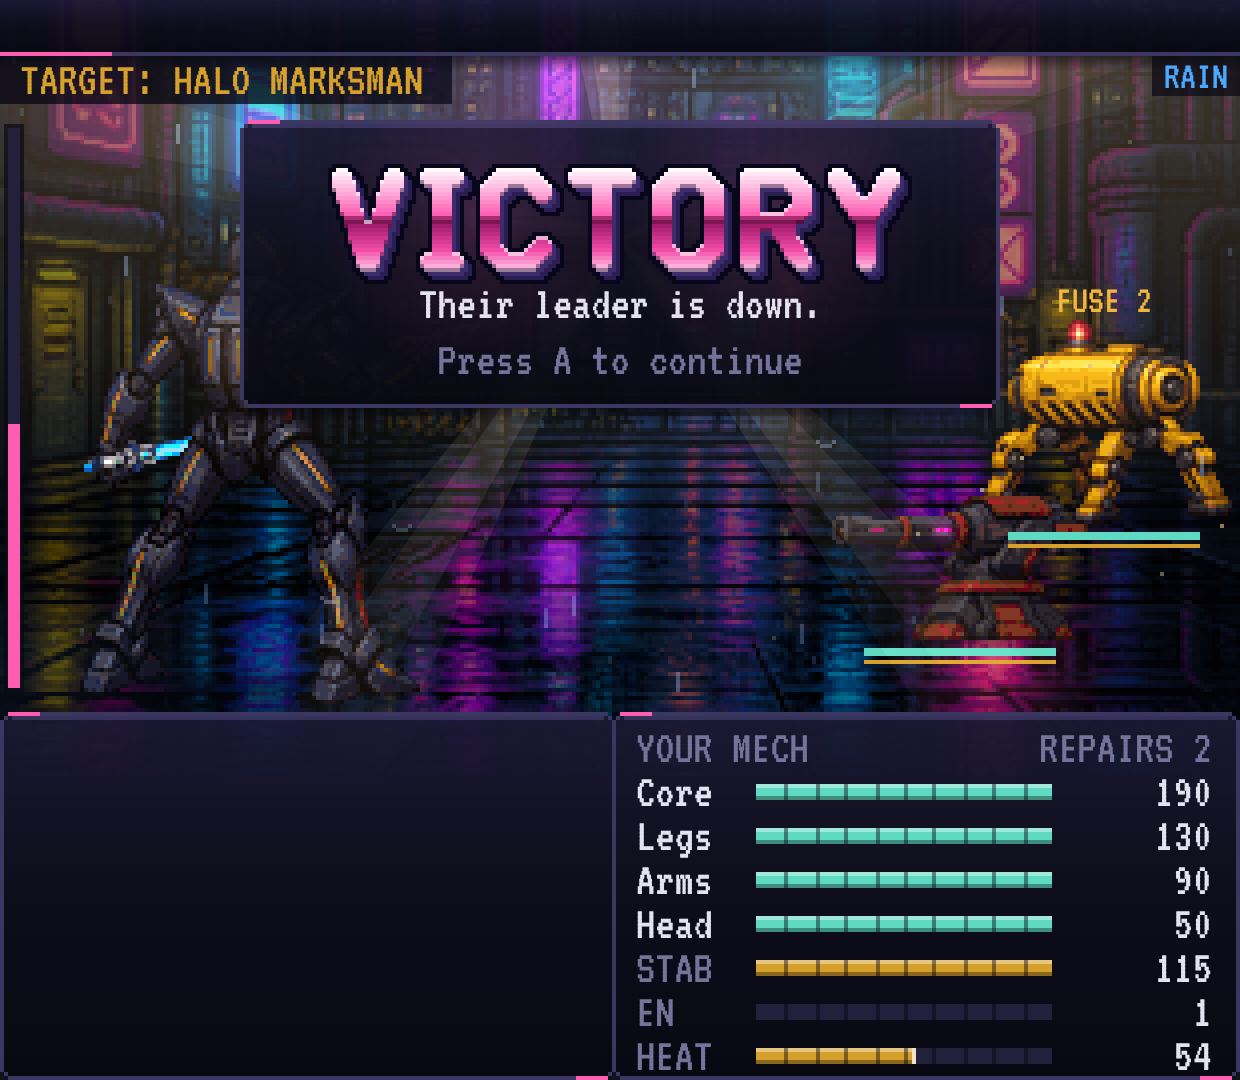 TARGET: HALO MARKSMAN
RAIN
VICTORY
Their leader is down.
Press A to continue
FUSE 2
YOUR MECH REPAIRS 2
Core 190
Legs 130
Arms 90
Head 50
STAB 115
EN 1
HEAT 54